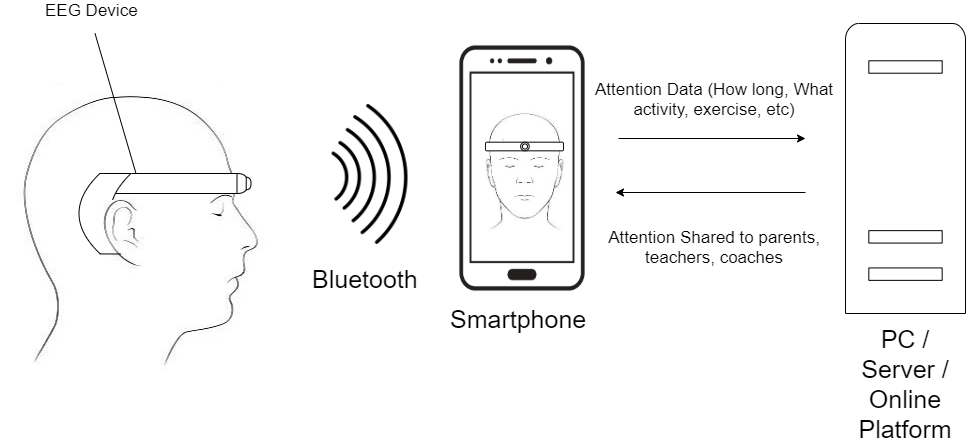 EEG Device
Bluetooth
Smartphone
Attention Data (How long, What
activity, exercise, etc)
Attention Shared to parents,
teachers, coaches
PC /
Server /
Online
Platform